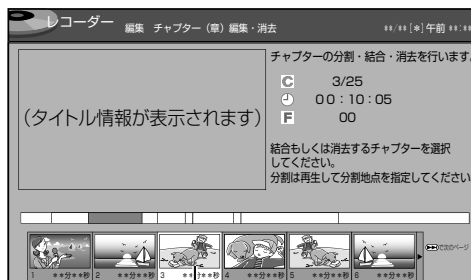 レコーダー 編集 チャプター（章）編集・消去 **/**[*]午前**:**
チャプターの分割・結合・消去を行います。
C 3/25
00：10：05
F 00
(タイトル情報が表示されます)
結合もしくは消去するチャプターを選択
してください。
分割は再生して分割地点を指定してください
で次のページ
1 **分**秒 2 **分**秒 3 **分**秒 4 **分**秒 5 **分**秒 6 **分**秒